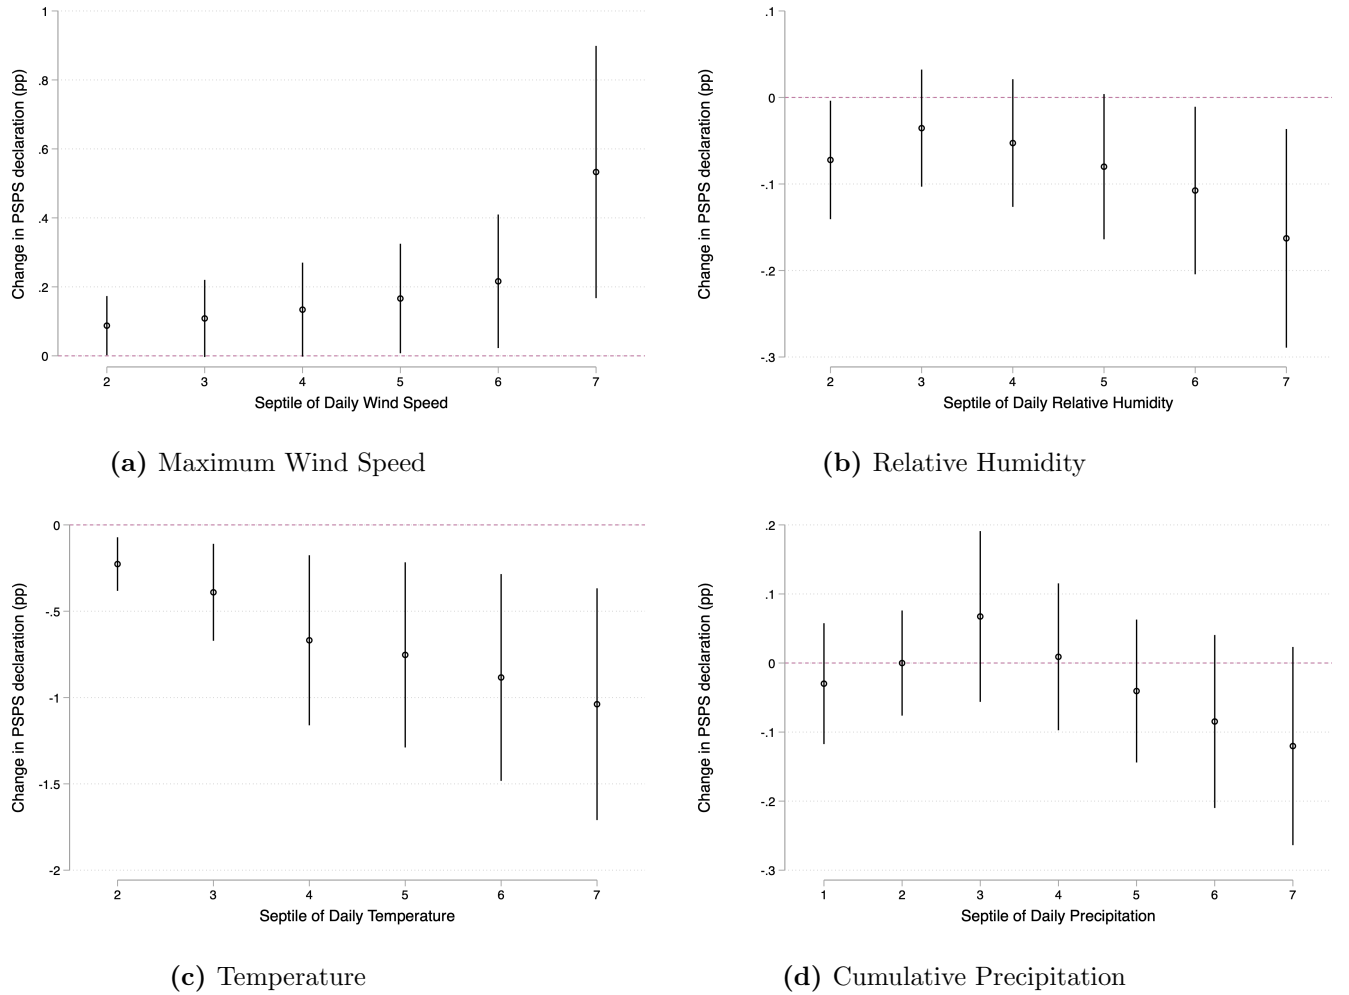 Change in PSPS declaration (pp)
1
.8
.6
.4
.2
0
2 3 4 5 6 7
Septile of Daily Wind Speed
(a) Maximum Wind Speed
Change in PSPS declaration (pp)
.1
0
-.1
-.2
-.3
2 3 4 5 6 7
Septile of Daily Relative Humidity
(b) Relative Humidity
Change in PSPS declaration (pp)
0
-.5
-1
-1.5
-2
2 3 4 5 6 7
Septile of Daily Temperature
(c) Temperature
Change in PSPS declaration (pp)
.2
.1
0
-.1
-.2
-.3
1 2 3 4 5 6 7
Septile of Daily Precipitation
(d) Cumulative Precipitation